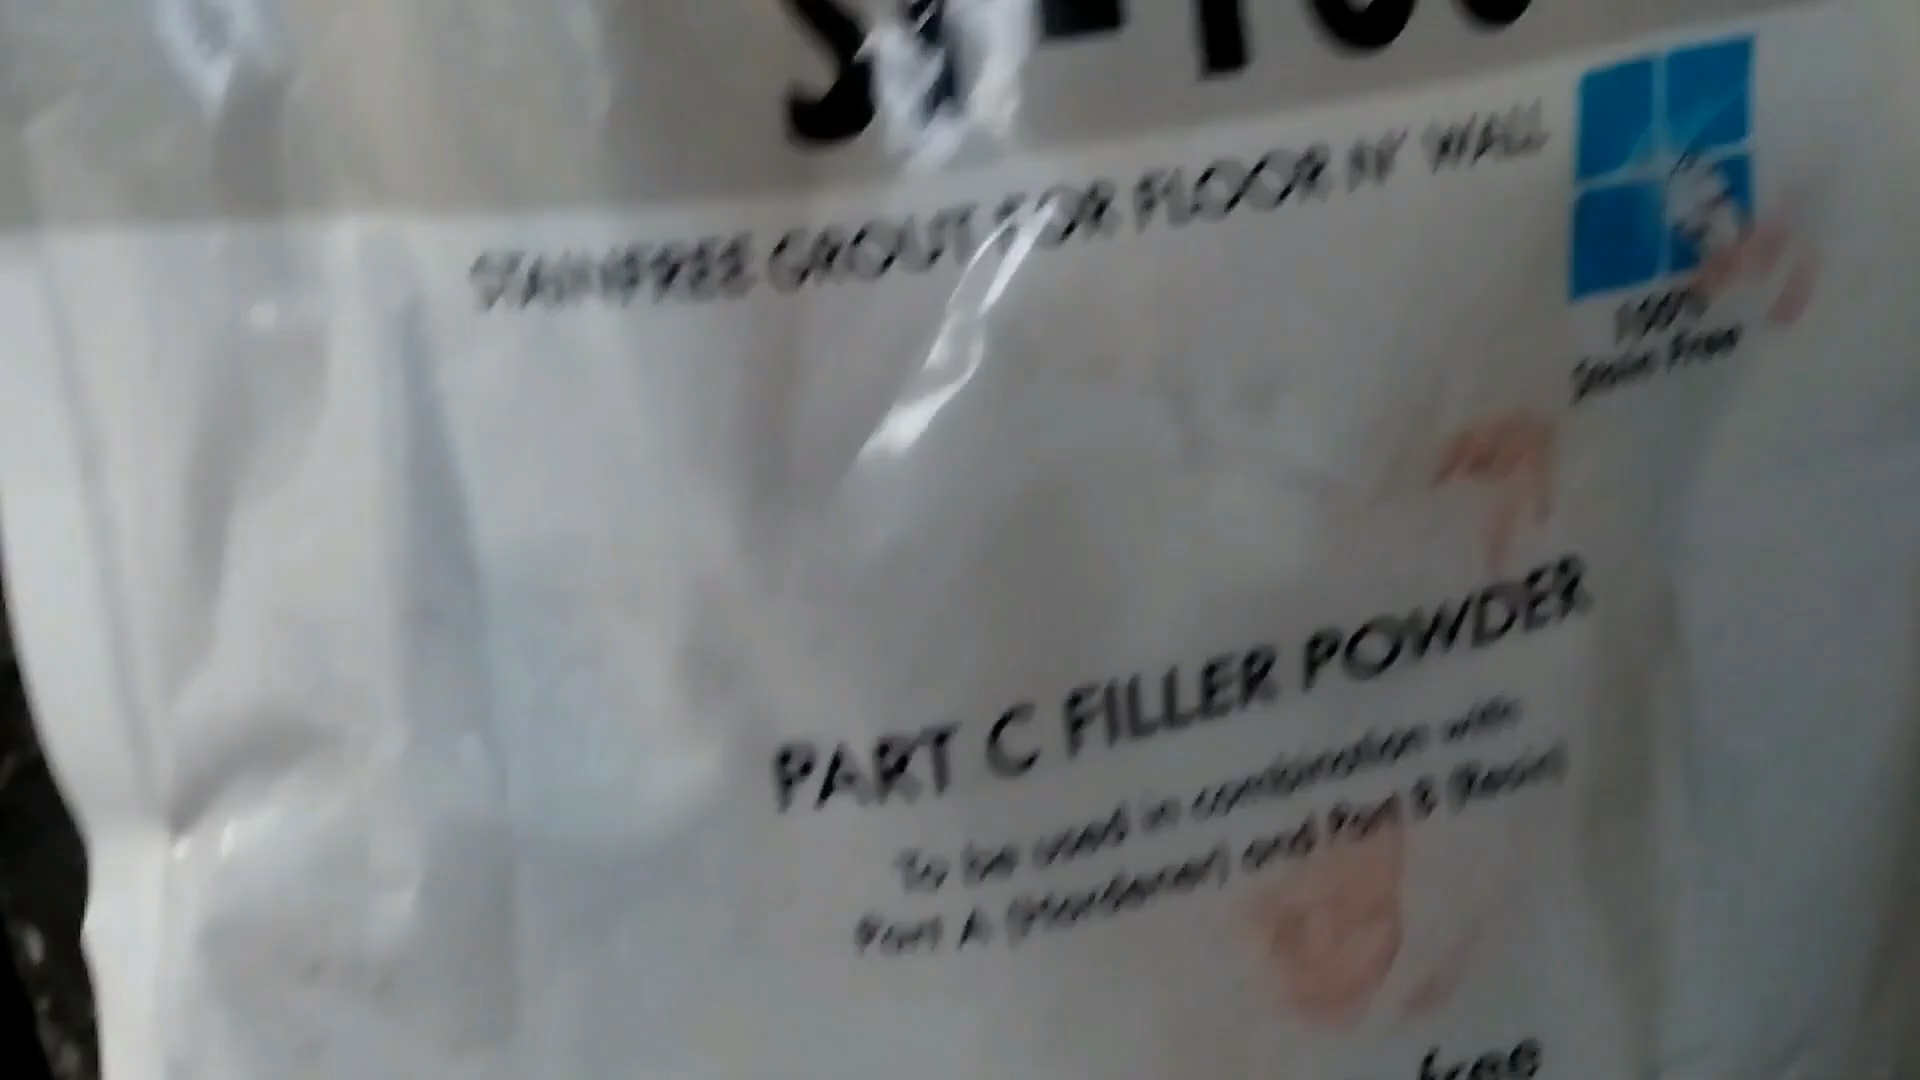 STAINFREE GROUT FOR FLOOR N' WALL
100%
Stain Free
PART C FILLER POWDER
To be used in combination with
Part A (Hardener) and Part B (Resin)
free